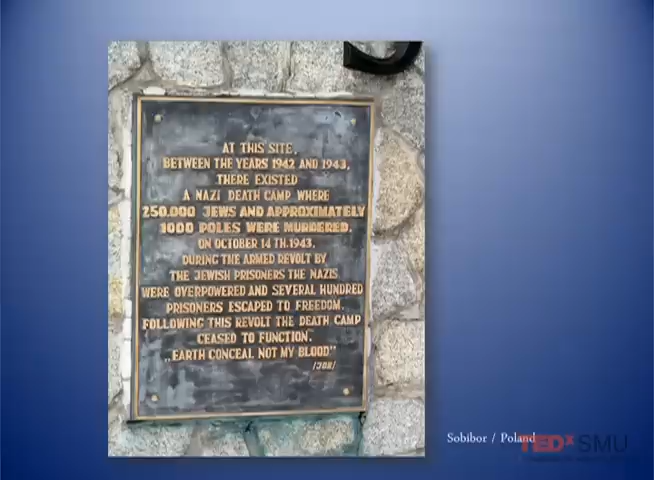 AT THIS SITE,
BETWEEN THE YEARS 1942 AND 1943,
THERE EXISTED
A NAZI DEATH CAMP WHERE
250.000 JEWS AND APPROXIMATELY
1000 POLES WERE MURDERED.
ON OCTOBER 14 TH.1943,
DURING THE ARMED REVOLT BY
THE JEWISH PRISONERS THE NAZIS
WERE OVERPOWERED AND SEVERAL HUNDRED
PRISONERS ESCAPED TO FREEDOM.
FOLLOWING THIS REVOLT THE DEATH CAMP
CEASED TO FUNCTION.
„EARTH CONCEAL NOT MY BLOOD"
/JOB/
Sobibor / Poland
TEDxSMU